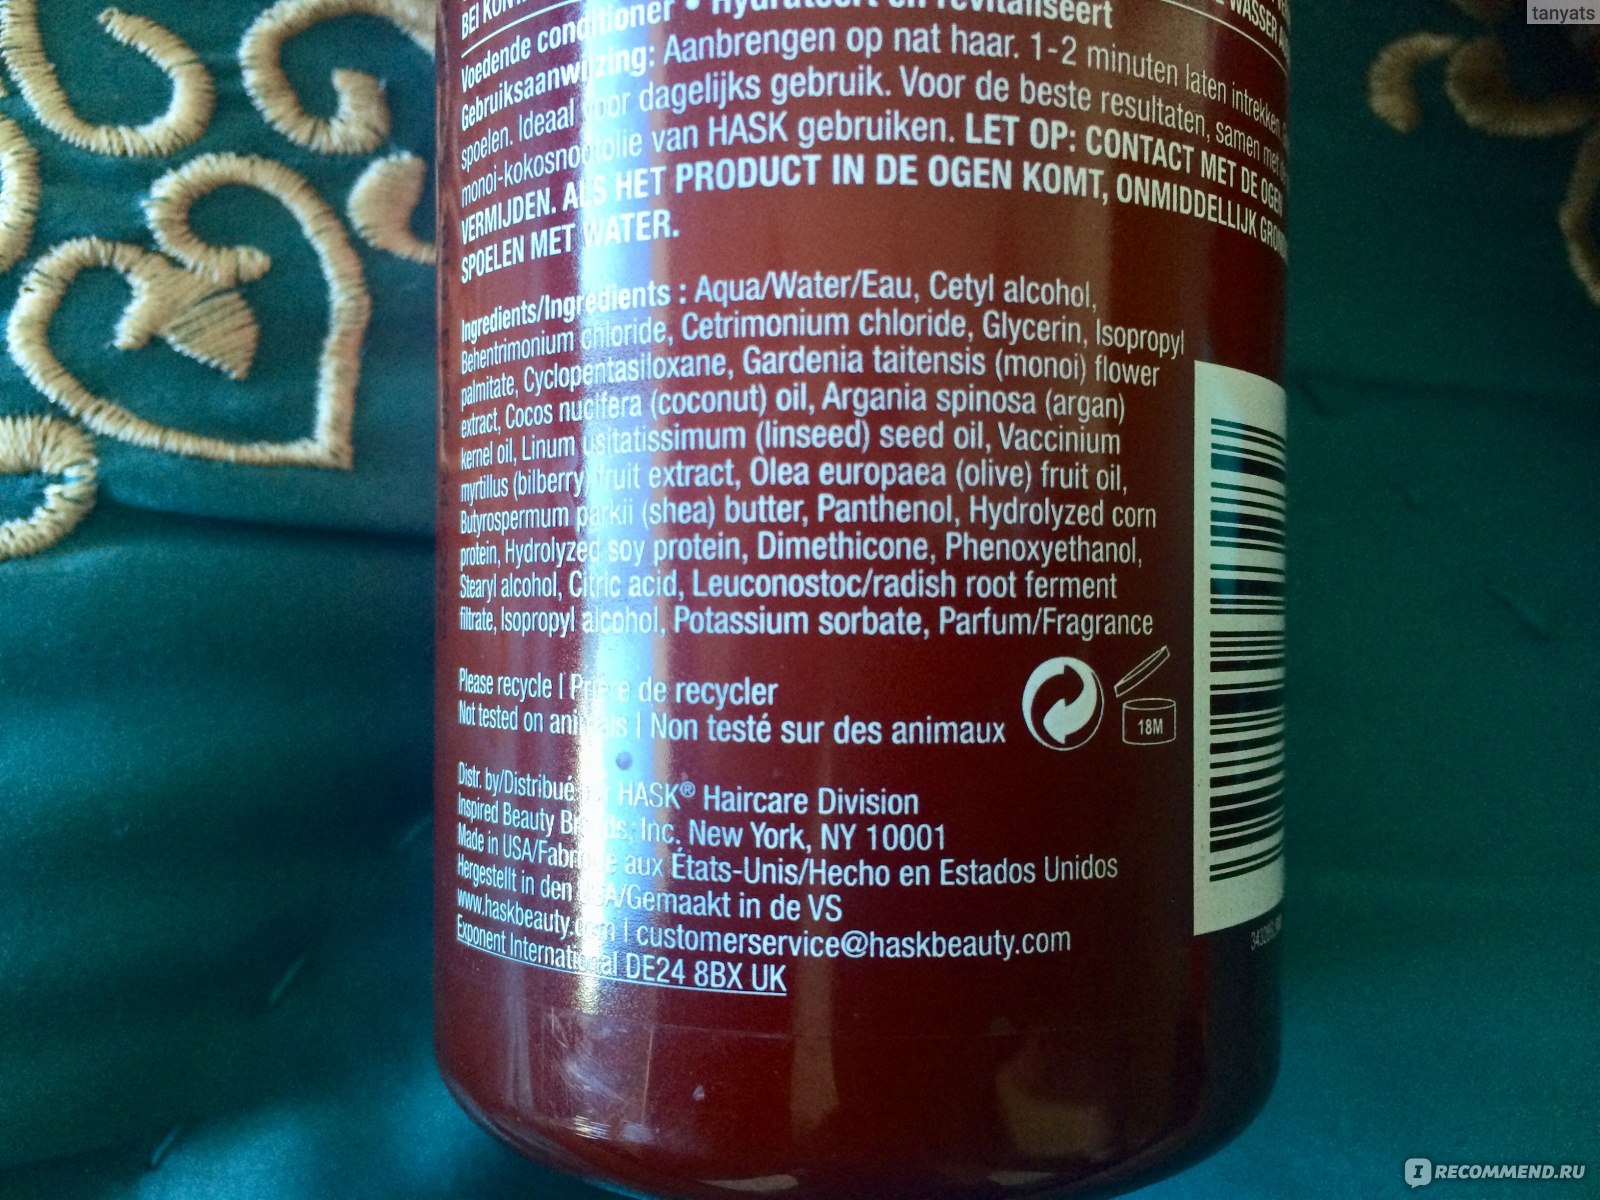 tanyats
BEI
WASSER
Voedende conditioner • Hydrateert en revitaliseert
Gebruiksaanwijzing: Aanbrengen op nat haar. 1-2 minuten laten intrekken.
spoelen. Ideaal voor dagelijks gebruik. Voor de beste resultaten, samen met
monoi-kokosnootolie van HASK gebruiken. LET OP: CONTACT MET DE OGEN
VERMIJDEN. ALS HET PRODUCT IN DE OGEN KOMT, ONMIDDELLIJK
SPOELEN MET WATER.
Ingredients/Ingrédients : Aqua/Water/Eau, Cetyl alcohol,
Behentrimonium chloride, Cetrimonium chloride, Glycerin, Isopropyl
palmitate, Cyclopentasiloxane, Gardenia taitensis (monoi) flower
extract, Cocos nucifera (coconut) oil, Argania spinosa (argan)
kernel oil, Linum usitatissimum (linseed) seed oil, Vaccinium
myrtillus (bilberry) fruit extract, Olea europaea (olive) fruit oil,
Butyrospermum parkii (shea) butter, Panthenol, Hydrolyzed corn
protein, Hydrolyzed soy protein, Dimethicone, Phenoxyethanol,
Stearyl alcohol, Citric acid, Leuconostoc/radish root ferment
filtrate, Isopropyl alcohol, Potassium sorbate, Parfum/Fragrance
Please recycle | Prière de recycler
Not tested on animals | Non testé sur des animaux
18M
Distr. by/Distribué par HASK® Haircare Division
Inspired Beauty Brands, Inc. New York, NY 10001
Made in USA/Fabriqué aux États-Unis/Hecho en Estados Unidos
Hergestellt in den USA/Gemaakt in de VS
www.haskbeauty.com | customerservice@haskbeauty.com
Exponent International DE24 8BX UK
IRECOMMEND.RU